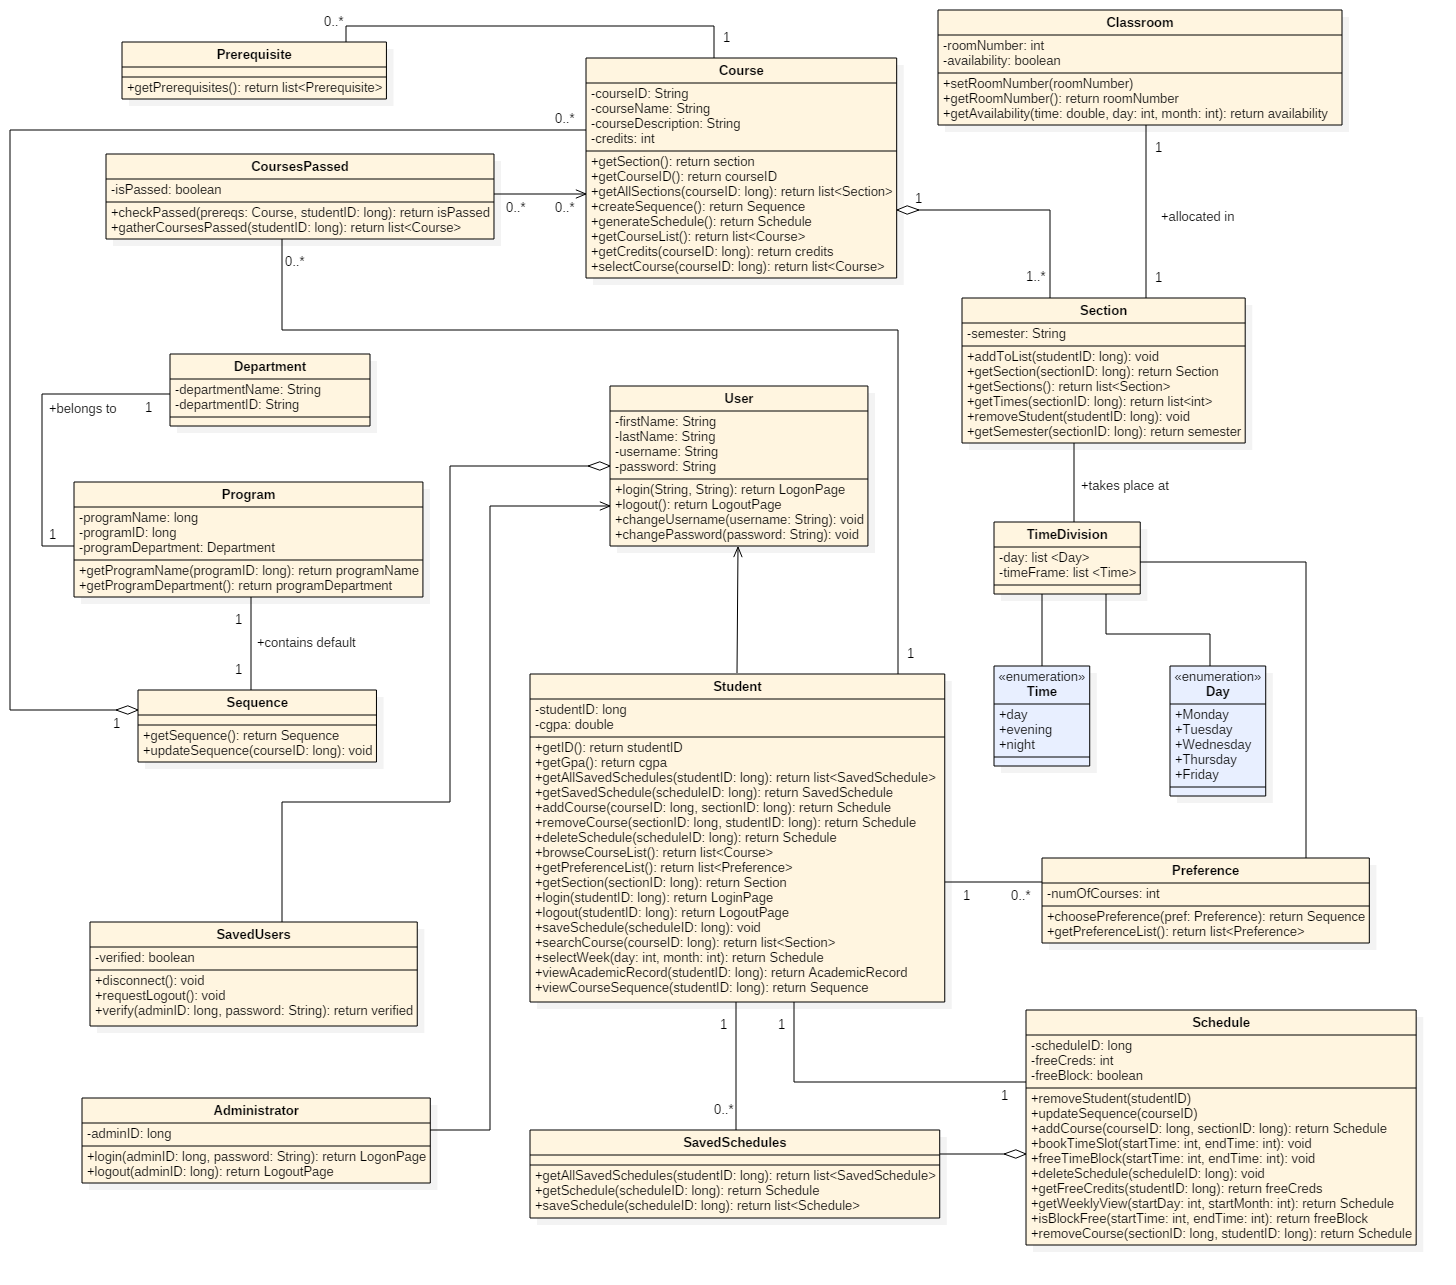 0..*
1
Prerequisite
+getPrerequisites(): return list<Prerequisite>
Course
-courseID: String
-courseName: String
-courseDescription: String
-credits: int
+getSection(): return section
+getCourseID(): return courseID
+getAllSections(courseID: long): return list<Section>
+createSequence(): return Sequence
+generateSchedule(): return Schedule
+getCourseList(): return list<Course>
+getCredits(courseID: long): return credits
+selectCourse(courseID: long): return list<Course>
Classroom
-roomNumber: int
-availability: boolean
+setRoomNumber(roomNumber)
+getRoomNumber(): return roomNumber
+getAvailability(time: double, day: int, month: int): return availability
0..*
CoursesPassed
-isPassed: boolean
+checkPassed(prereqs: Course, studentID: long): return isPassed
+gatherCoursesPassed(studentID: long): return list<Course>
0..*
0..*
0..*
1
1..*
1
+allocated in
1
Section
-semester: String
+addToList(studentID: long): void
+getSection(sectionID: long): return Section
+getSections(): return list<Section>
+getTimes(sectionID: long): return list<int>
+removeStudent(studentID: long): void
+getSemester(sectionID: long): return semester
Department
-departmentName: String
-departmentID: String
+belongs to
1
1
User
-firstName: String
-lastName: String
-username: String
-password: String
+login(String, String): return LogonPage
+logout(): return LogoutPage
+changeUsername(username: String): void
+changePassword(password: String): void
+takes place at
Program
-programName: long
-programID: long
-programDepartment: Department
+getProgramName(programID: long): return programName
+getProgramDepartment(): return programDepartment
TimeDivision
-day: list <Day>
-timeFrame: list <Time>
1
+contains default
1
1
Sequence
+getSequence(): return Sequence
+updateSequence(courseID: long): void
1
«enumeration»
Time
+day
+evening
+night
«enumeration»
Day
+Monday
+Tuesday
+Wednesday
+Thursday
+Friday
Student
-studentID: long
-cgpa: double
+getID(): return studentID
+getGpa(): return cgpa
+getAllSavedSchedules(studentID: long): return list<SavedSchedule>
+getSavedSchedule(scheduleID: long): return SavedSchedule
+addCourse(courseID: long, sectionID: long): return Schedule
+removeCourse(sectionID: long, studentID: long): return Schedule
+deleteSchedule(scheduleID: long): return Schedule
+browseCourseList(): return list<Course>
+getPreferenceList(): return list<Preference>
+getSection(sectionID: long): return Section
+login(studentID: long): return LoginPage
+logout(studentID: long): return LogoutPage
+saveSchedule(scheduleID: long): void
+searchCourse(courseID: long): return list<Section>
+selectWeek(day: int, month: int): return Schedule
+viewAcademicRecord(studentID: long): return AcademicRecord
+viewCourseSequence(studentID: long): return Sequence
1
0..*
Preference
-numOfCourses: int
+choosePreference(pref: Preference): return Sequence
+getPreferenceList(): return list<Preference>
SavedUsers
-verified: boolean
+disconnect(): void
+requestLogout(): void
+verify(adminID: long, password: String): return verified
1
1
1
0..*
Schedule
-scheduleID: long
-freeCreds: int
-freeBlock: boolean
+removeStudent(studentID)
+updateSequence(courseID)
+addCourse(courseID: long, sectionID: long): return Schedule
+bookTimeSlot(startTime: int, endTime: int): void
+freeTimeBlock(startTime: int, endTime: int): void
+deleteSchedule(scheduleID: long): void
+getFreeCredits(studentID: long): return freeCreds
+getWeeklyView(startDay: int, startMonth: int): return Schedule
+isBlockFree(startTime: int, endTime: int): return freeBlock
+removeCourse(sectionID: long, studentID: long): return Schedule
Administrator
-adminID: long
+login(adminID: long, password: String): return LogonPage
+logout(adminID: long): return LogoutPage
SavedSchedules
+getAllSavedSchedules(studentID: long): return list<SavedSchedule>
+getSchedule(scheduleID: long): return Schedule
+saveSchedule(scheduleID: long): return list<Schedule>